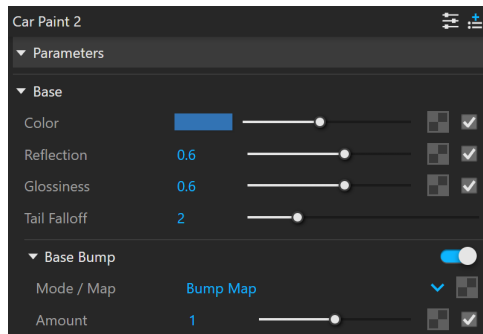 Car Paint 2
Parameters
Base
Color
Reflection 0.6
Glossiness 0.6
Tail Falloff 2
Base Bump
Mode / Map Bump Map
Amount 1